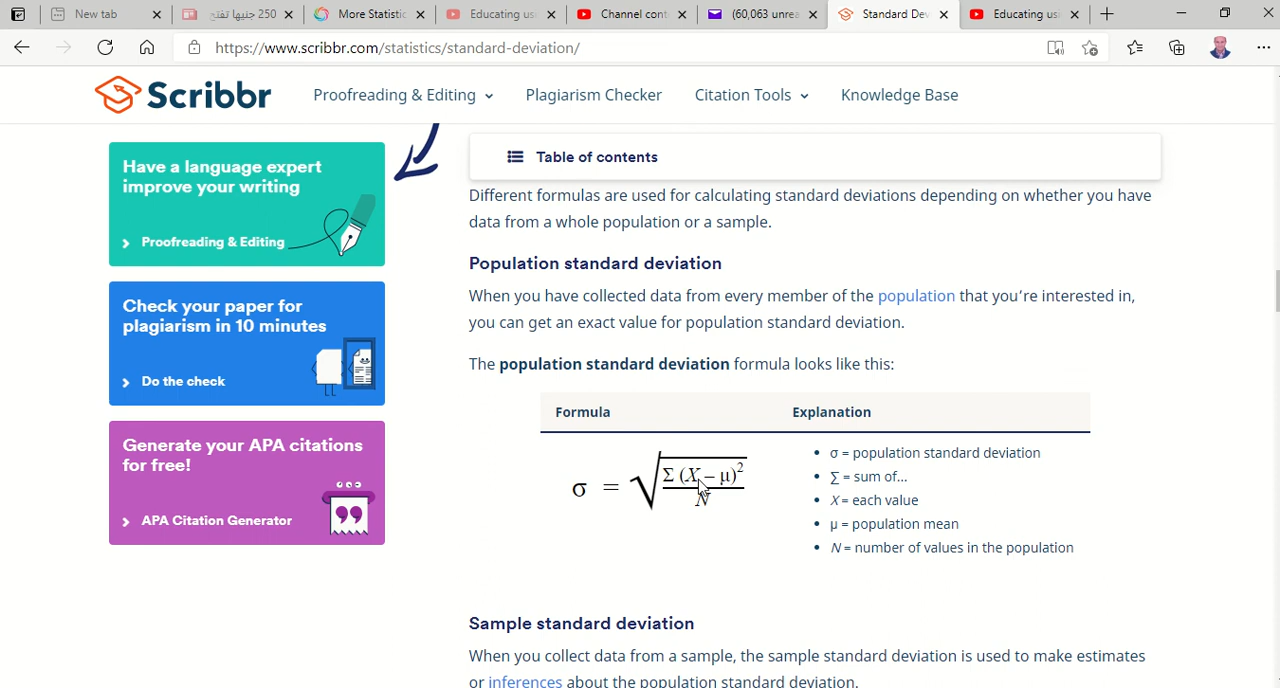 New tab
250 جنيها تفتح
More Statistic
Educating us
Channel cont
(60,063 unrea
Standard Dev
Educating usi
https://www.scribbr.com/statistics/standard-deviation/
Scribbr
Proofreading & Editing
Plagiarism Checker
Citation Tools
Knowledge Base
Have a language expert
improve your writing
Proofreading & Editing
Check your paper for
plagiarism in 10 minutes
Do the check
Generate your APA citations
for free!
APA Citation Generator
Table of contents
Different formulas are used for calculating standard deviations depending on whether you have
data from a whole population or a sample.
Population standard deviation
When you have collected data from every member of the population that you’re interested in,
you can get an exact value for population standard deviation.
The population standard deviation formula looks like this:
Formula Explanation
σ = √(Σ (X – μ)² / N)
• σ = population standard deviation
• ∑ = sum of...
• X = each value
• μ = population mean
• N = number of values in the population
Sample standard deviation
When you collect data from a sample, the sample standard deviation is used to make estimates
or inferences about the population standard deviation.